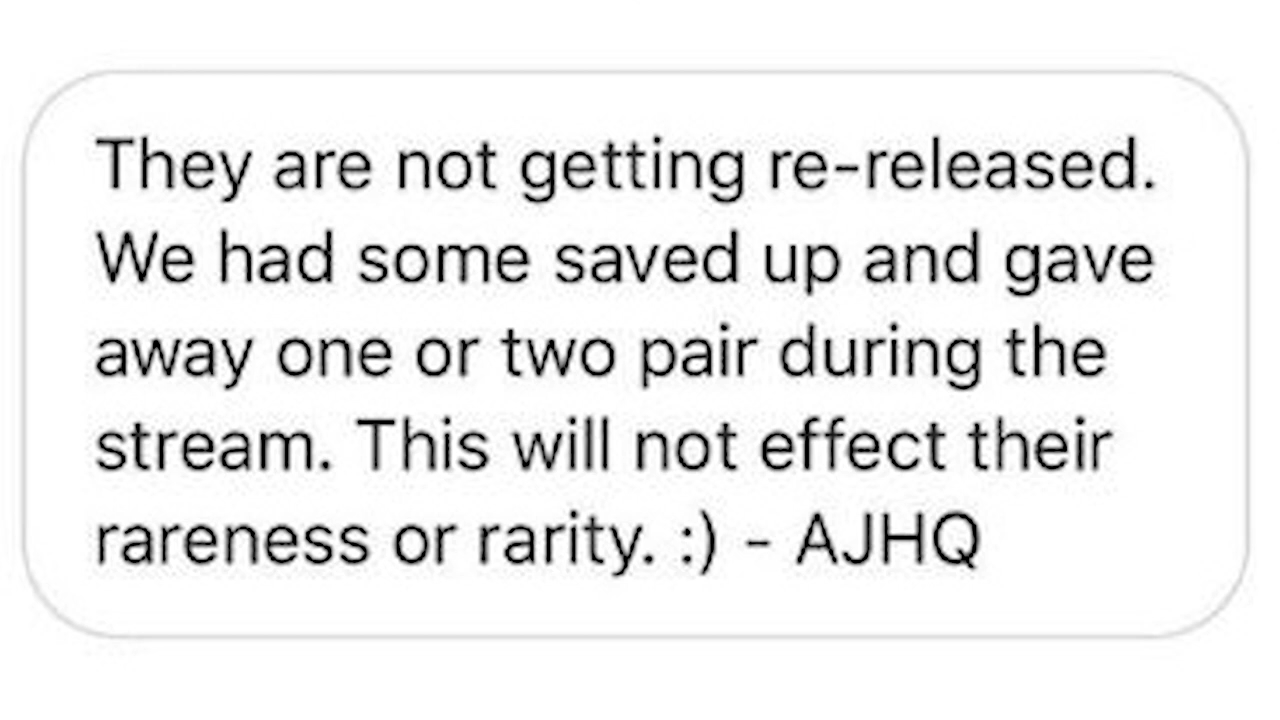 They are not getting re-released.
We had some saved up and gave
away one or two pair during the
stream. This will not effect their
rareness or rarity. :) - AJHQ